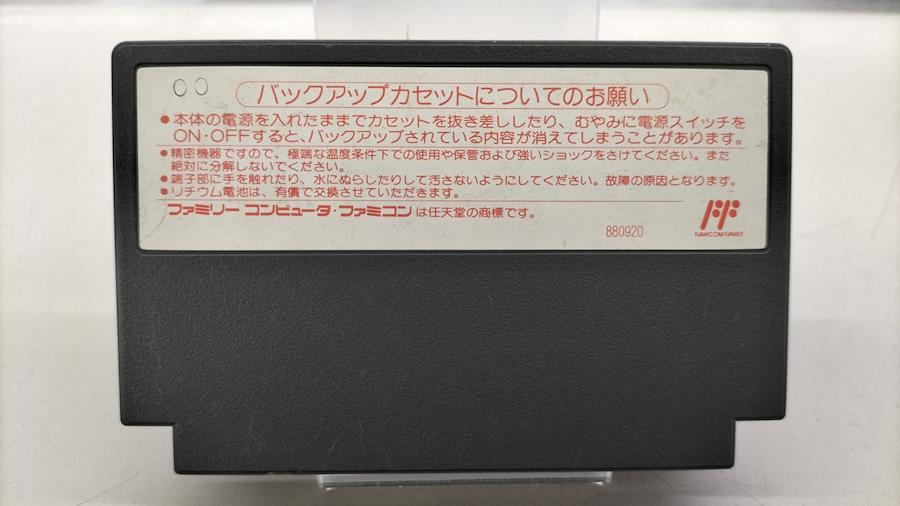 バックアップカセットについてのお願い
●本体の電源を入れたままでカセットを抜き差ししたり、むやみに電源スイッチを
ON・OFFすると、バックアップされている内容が消えてしまうことがあります。
●精密機器ですので、極端な温度条件下での使用や保管および強いショックをさけてください。また
絶対に分解しないでください。
●端子部に手を触れたり、水にぬらしたりして汚さないようにしてください。故障の原因となります。
●リチウム電池は、有償で交換させていただきます。
ファミリー コンピュータ・ファミコン は任天堂の商標です。
880920
FAMICOM FAMILY